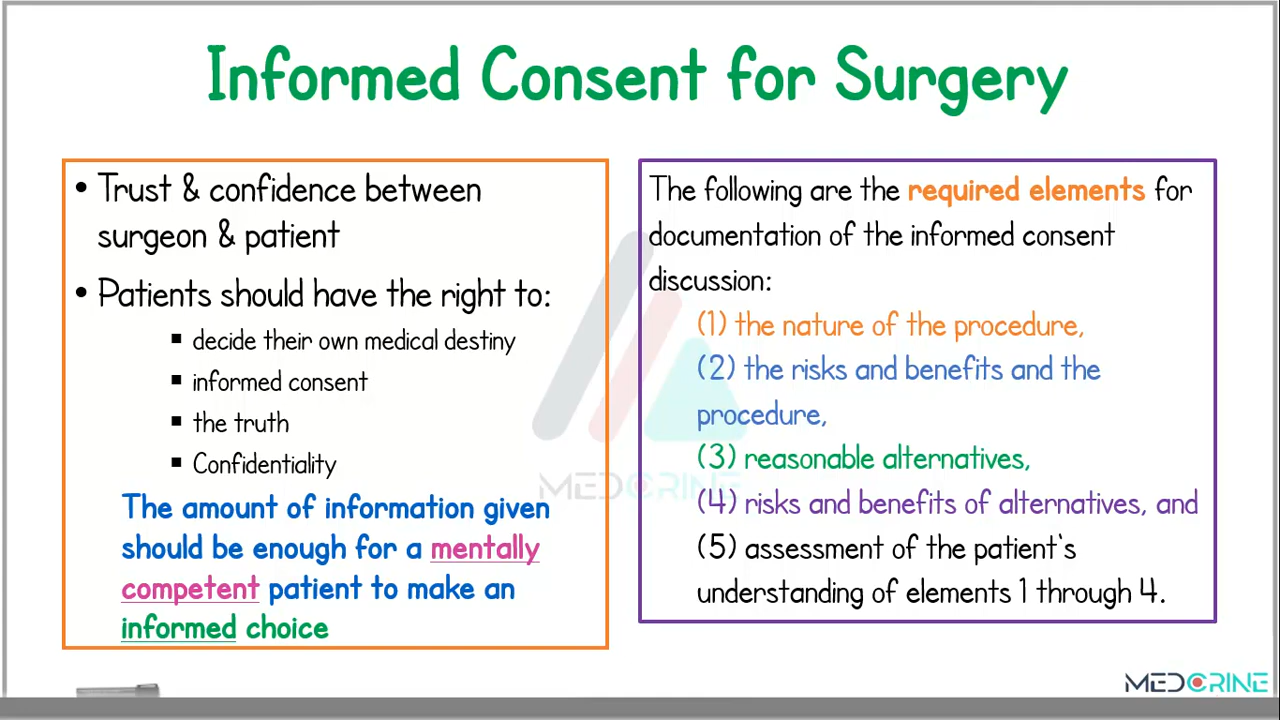 Informed Consent for Surgery
• Trust & confidence between
surgeon & patient
• Patients should have the right to:
▪ decide their own medical destiny
▪ informed consent
▪ the truth
▪ Confidentiality
The amount of information given
should be enough for a mentally
competent patient to make an
informed choice
The following are the required elements for
documentation of the informed consent
discussion:
(1) the nature of the procedure,
(2) the risks and benefits and the
procedure,
(3) reasonable alternatives,
(4) risks and benefits of alternatives, and
(5) assessment of the patient's
understanding of elements 1 through 4.
MEDCRINE
MEDCRINE